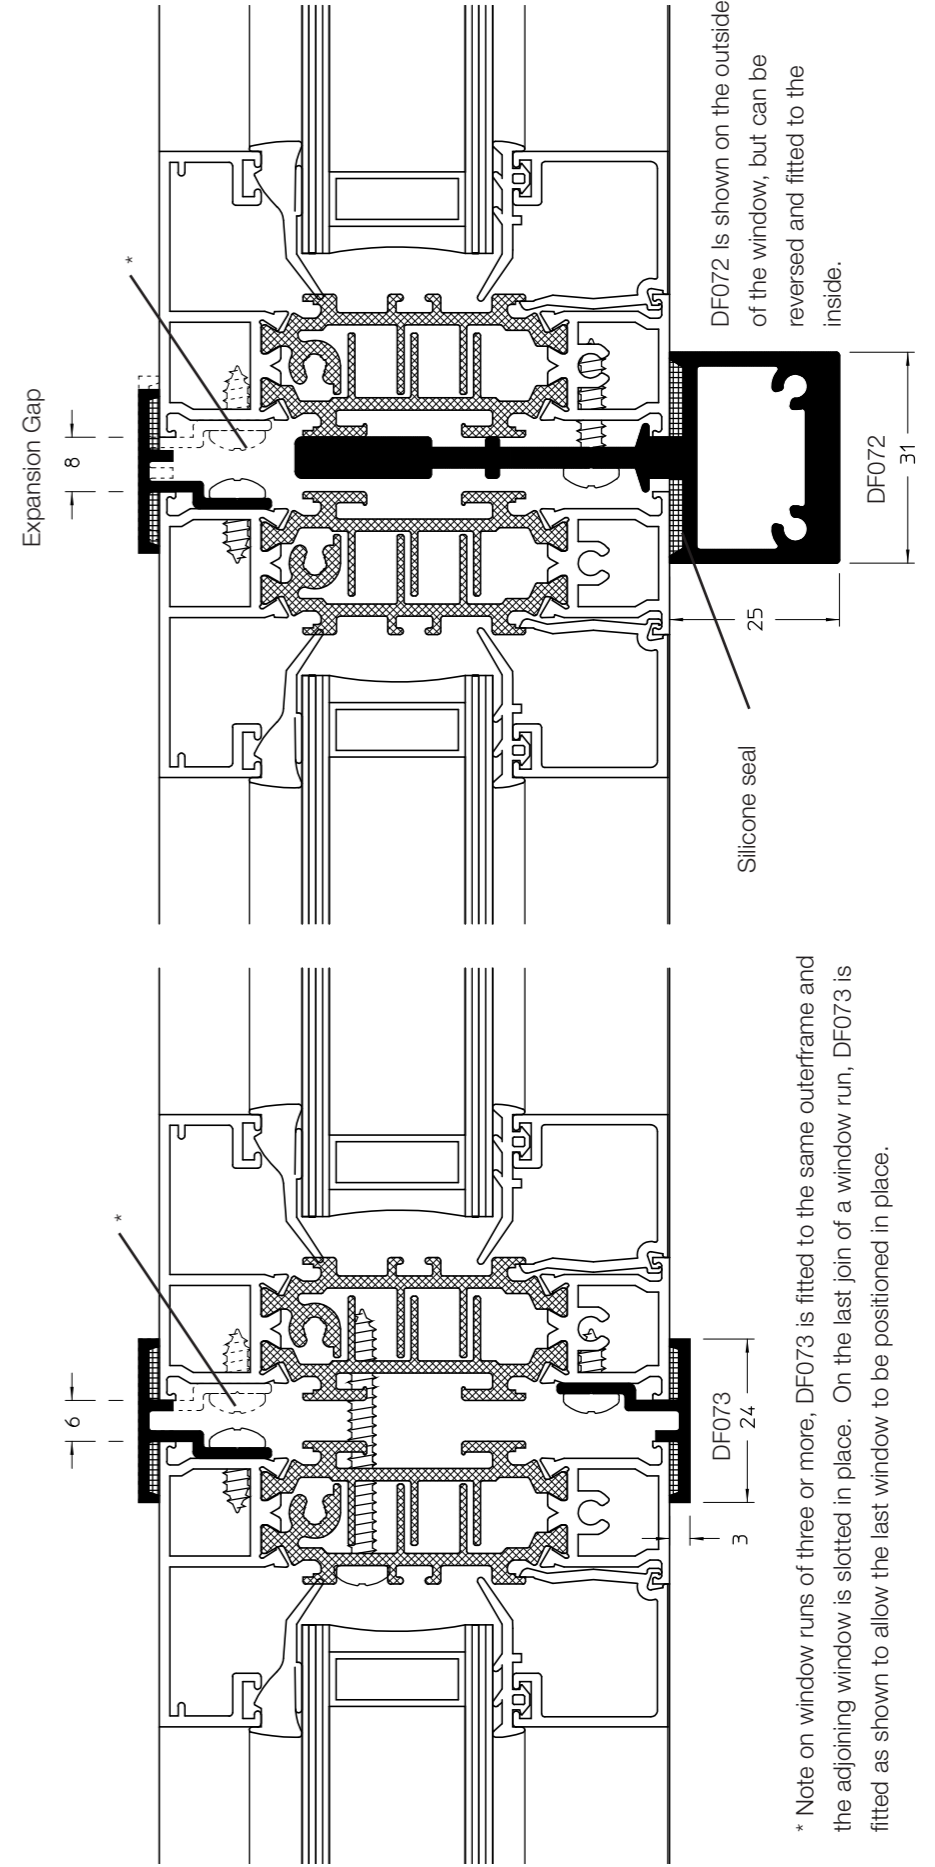 6
DF073
24
3
* Note on window runs of three or more, DF073 is fitted to the same outerframe and
the adjoining window is slotted in place. On the last join of a window run, DF073 is
fitted as shown to allow the last window to be positioned in place.
*
Expansion Gap
8
*
Silicone seal
25
DF072
31
DF072 Is shown on the outside
of the window, but can be
reversed and fitted to the
inside.